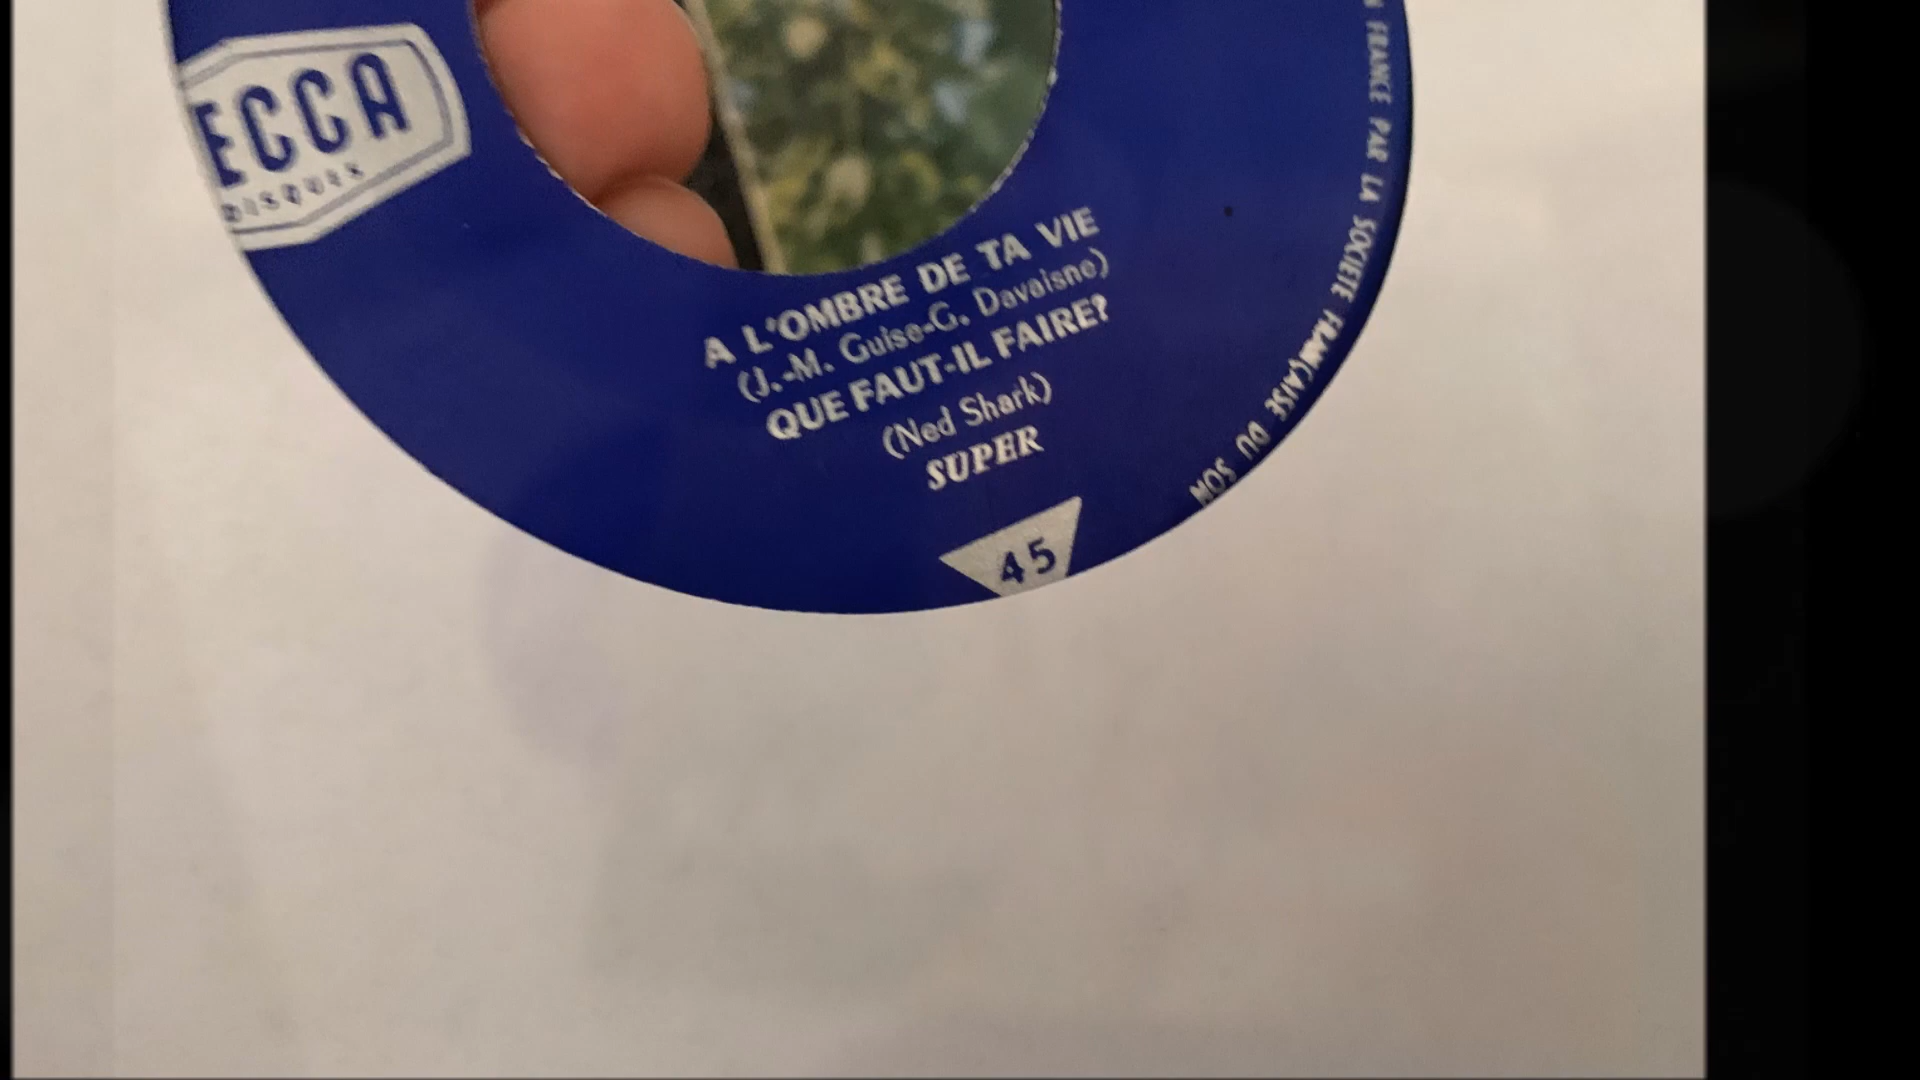 ECCA
DISQUES
A L'OMBRE DE TA VIE
(J.-M. Guise-G. Davaisne)
QUE FAUT-IL FAIRE?
(Ned Shark)
SUPER
45
FRANCE PAR LA SOCIETE FRANÇAISE DU SON